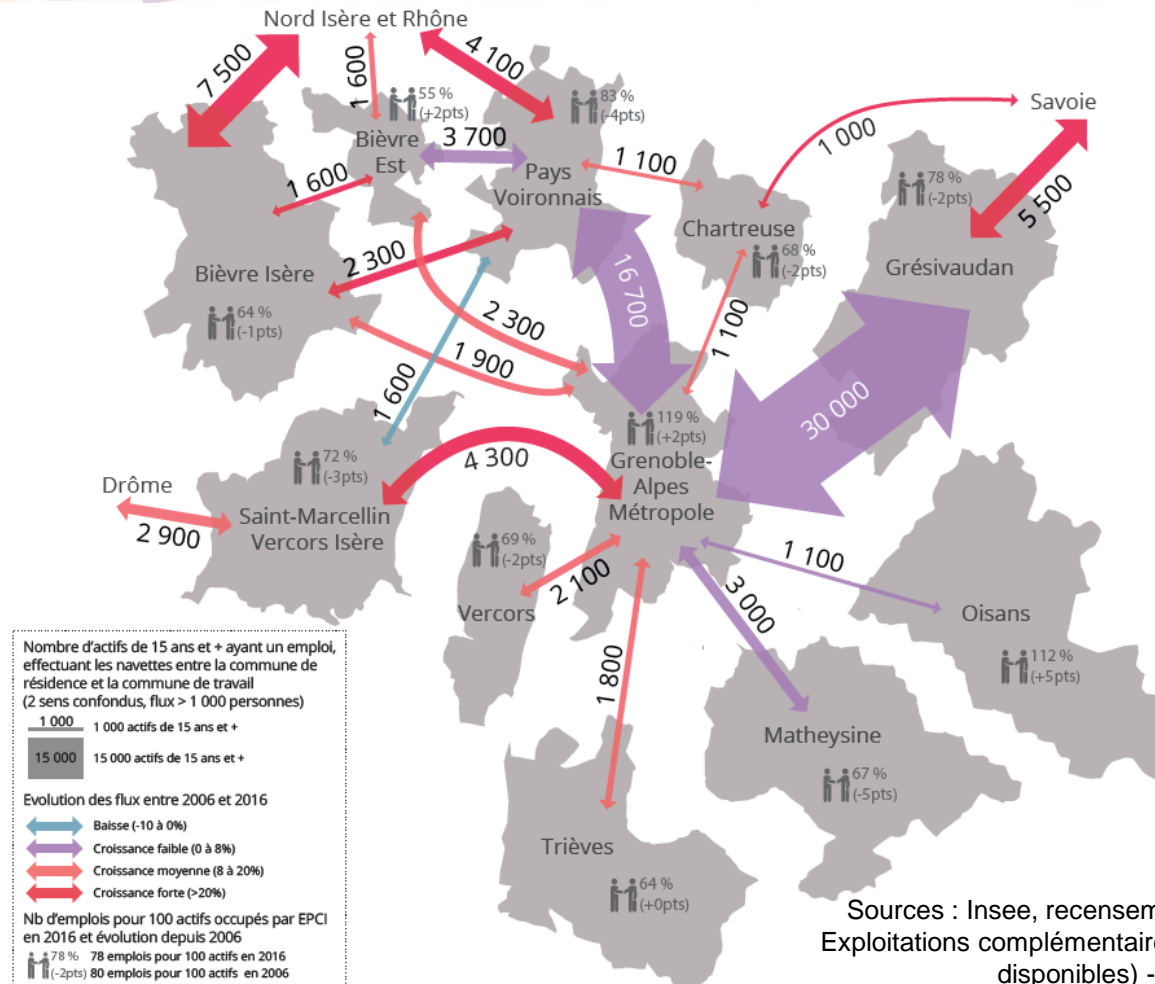 Nord Isère et Rhône
7 500
1 600
4 100
55 %
(+2pts)
83 %
(-4pts)
Savoie
1 000
Bièvre
Est
3 700
Pays
Voironnais
1 100
78 %
(-2pts)
5 500
1 600
Chartreuse
68 %
(-2pts)
Grésivaudan
Bièvre Isère
2 300
64 %
(-1pts)
16 700
2 300
1 100
1 900
1 600
30 000
119 %
(+2pts)
Grenoble-
Alpes
Métropole
72 %
(-3pts)
4 300
Drôme
2 900
Saint-Marcellin
Vercors Isère
69 %
(-2pts)
Vercors
2 100
1 100
3 000
Oisans
112 %
(+5pts)
1 800
Matheysine
67 %
(-5pts)
Trièves
64 %
(+0pts)
Nombre d'actifs de 15 ans et + ayant un emploi,
effectuant les navettes entre la commune de
résidence et la commune de travail
(2 sens confondus, flux > 1 000 personnes)
1 000
1 000 actifs de 15 ans et +
15 000
15 000 actifs de 15 ans et +
Evolution des flux entre 2006 et 2016
Baisse (-10 à 0%)
Croissance faible (0 à 8%)
Croissance moyenne (8 à 20%)
Croissance forte (>20%)
Nb d'emplois pour 100 actifs occupés par EPCI
en 2016 et évolution depuis 2006
78 % 78 emplois pour 100 actifs en 2016
(-2pts) 80 emplois pour 100 actifs en 2006
Sources : Insee, recensem
Exploitations complémentaire
disponibles) -